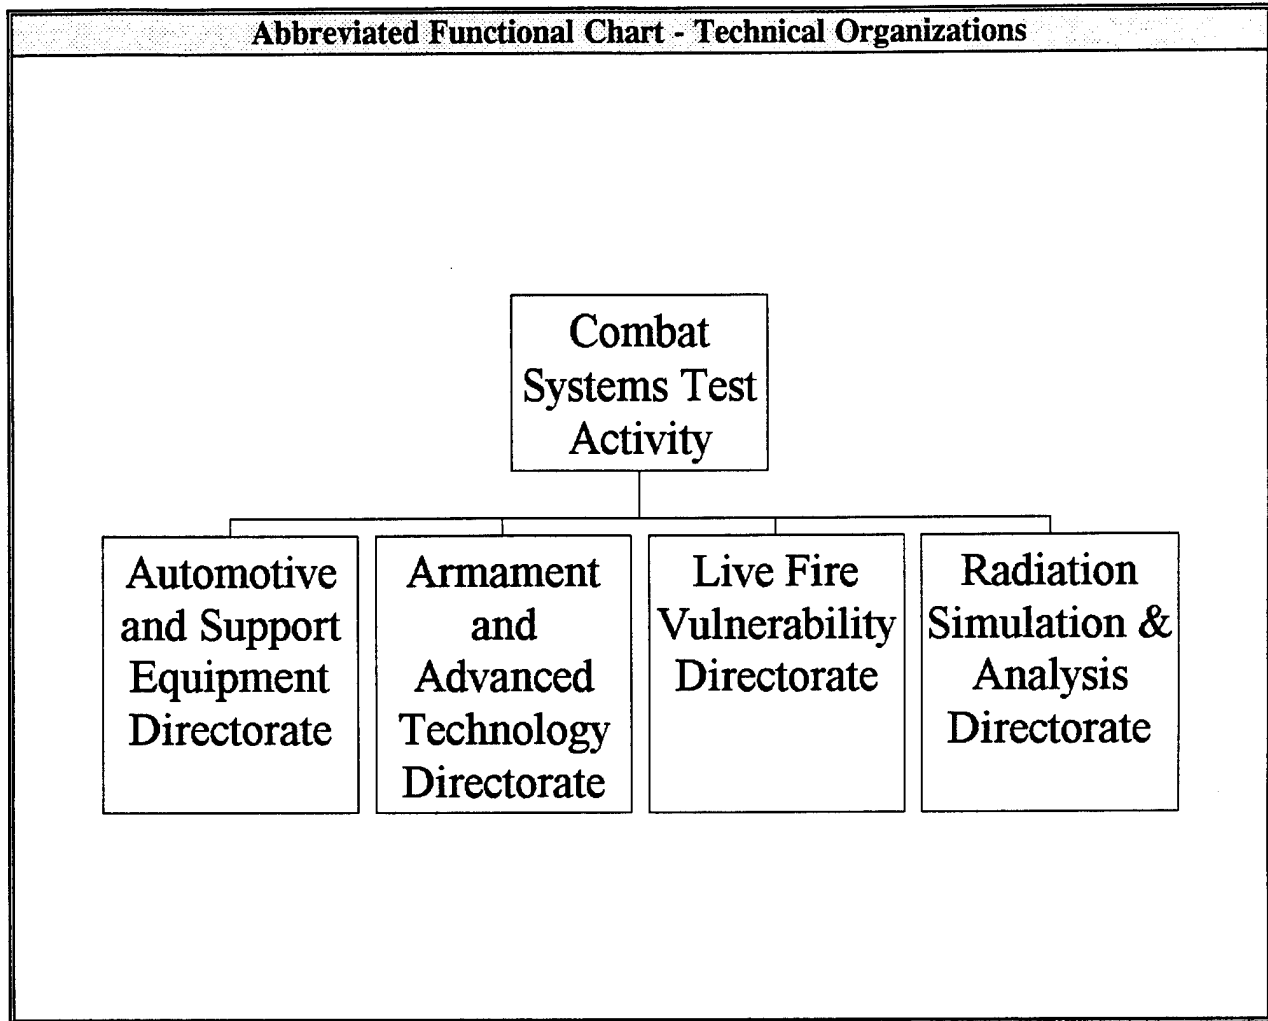 Abbreviated Functional Chart - Technical Organizations
Combat
Systems Test
Activity
Automotive
and Support
Equipment
Directorate
Armament
and
Advanced
Technology
Directorate
Live Fire
Vulnerability
Directorate
Radiation
Simulation &
Analysis
Directorate